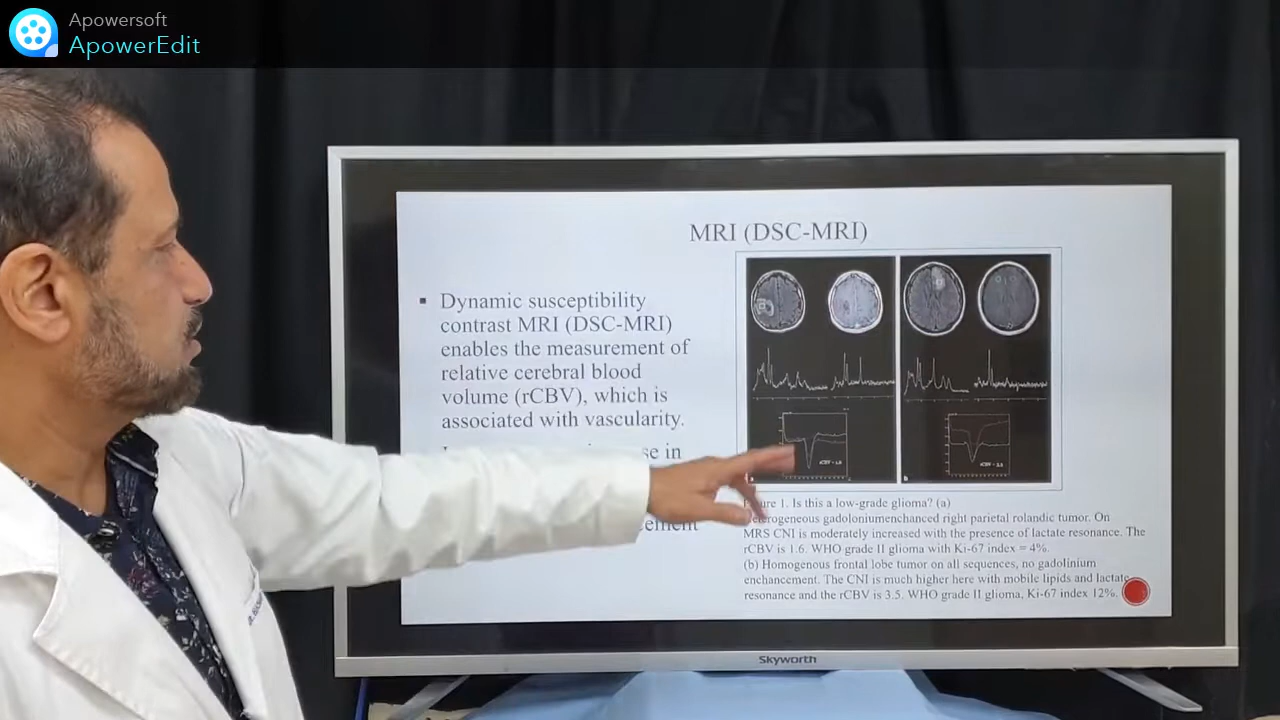 Apowersoft
ApowerEdit
MRI (DSC-MRI)
▪ Dynamic susceptibility
contrast MRI (DSC-MRI)
enables the measurement of
relative cerebral blood
volume (rCBV), which is
associated with vascularity.
in
Figure 1. Is this a low-grade glioma? (a)
Heterogeneous gadoloniumenchanced right parietal rolandic tumor. On
MRS CNI is moderately increased with the presence of lactate resonance. The
rCBV is 1.6. WHO grade II glioma with Ki-67 index = 4%.
(b) Homogenous frontal lobe tumor on all sequences, no gadolinium
enchancement. The CNI is much higher here with mobile lipids and lactate
resonance and the rCBV is 3.5. WHO grade II glioma, Ki-67 index 12%.
Skyworth